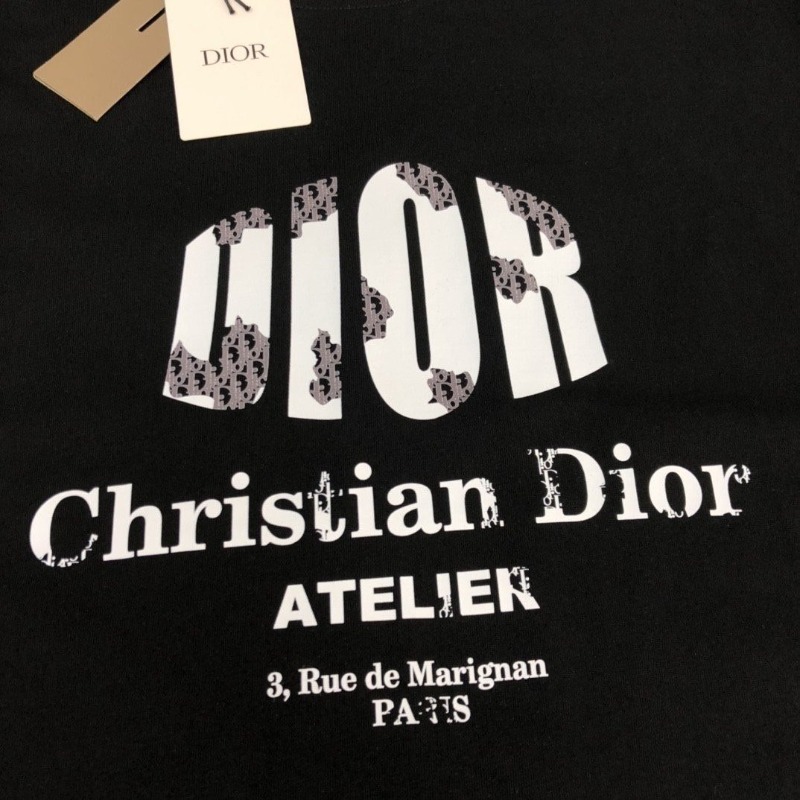 DIOR
DIOR
Christian Dior
ATELIER
3, Rue de Marignan
PARIS